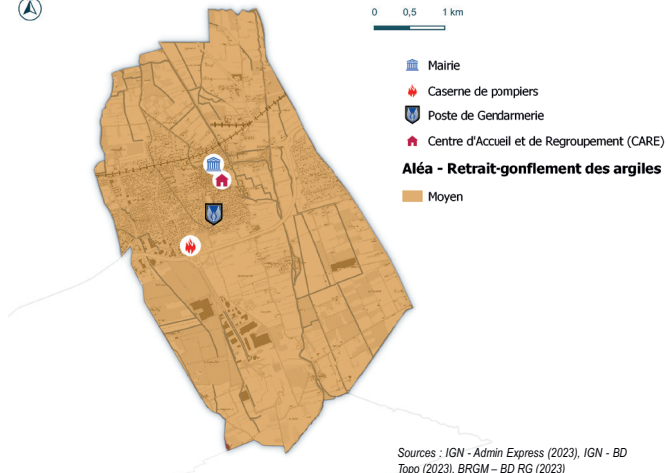 0 0,5 1 km
Mairie
Caserne de pompiers
Poste de Gendarmerie
Centre d'Accueil et de Regroupement (CARE)
Aléa - Retrait-gonflement des argiles
Moyen
Sources : IGN - Admin Express (2023), IGN - BD
Topo (2023), BRGM – BD RG (2023)